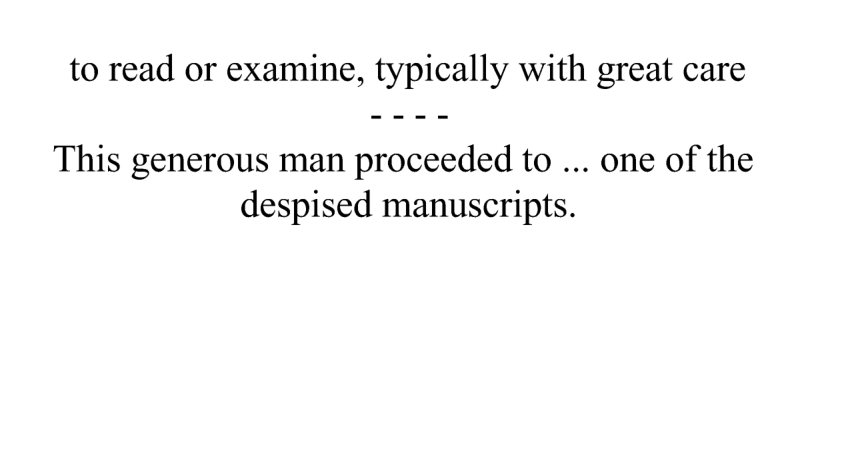 to read or examine, typically with great care
- - - -
This generous man proceeded to ... one of the
despised manuscripts.